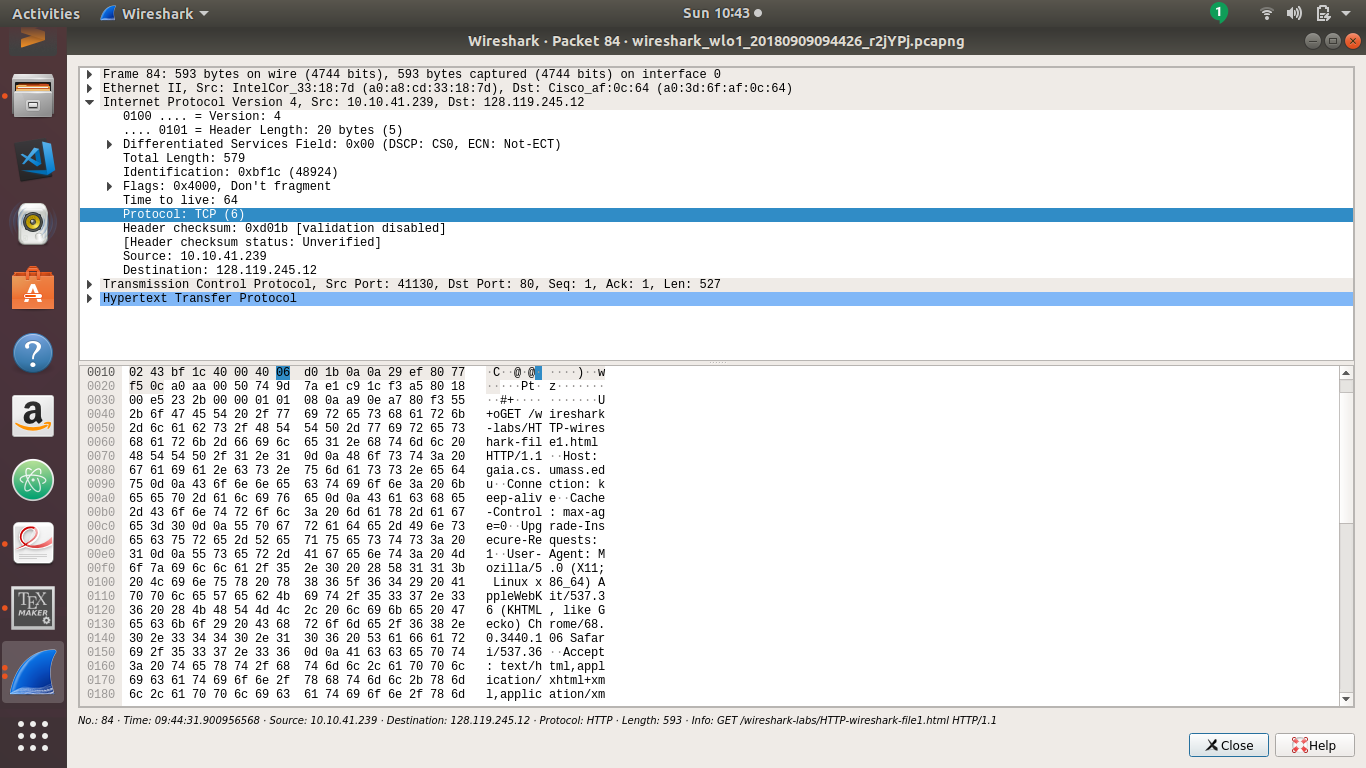 Activities Wireshark Sun 10:43 1
Wireshark · Packet 84 · wireshark_wlo1_20180909094426_r2jYPj.pcapng
Frame 84: 593 bytes on wire (4744 bits), 593 bytes captured (4744 bits) on interface 0
Ethernet II, Src: IntelCor_33:18:7d (a0:a8:cd:33:18:7d), Dst: Cisco_af:0c:64 (a0:3d:6f:af:0c:64)
Internet Protocol Version 4, Src: 10.10.41.239, Dst: 128.119.245.12
0100 .... = Version: 4
.... 0101 = Header Length: 20 bytes (5)
Differentiated Services Field: 0x00 (DSCP: CS0, ECN: Not-ECT)
Total Length: 579
Identification: 0xbf1c (48924)
Flags: 0x4000, Don't fragment
Time to live: 64
Protocol: TCP (6)
Header checksum: 0xd01b [validation disabled]
[Header checksum status: Unverified]
Source: 10.10.41.239
Destination: 128.119.245.12
Transmission Control Protocol, Src Port: 41130, Dst Port: 80, Seq: 1, Ack: 1, Len: 527
Hypertext Transfer Protocol
0010 02 43 bf 1c 40 00 40 06 d0 1b 0a 0a 29 ef 80 77 ·C··@·@· ····)··w
0020 f5 0c a0 aa 00 50 74 9d 7a e1 c9 1c f3 a5 80 18 ·····Pt· z·······
0030 00 e5 23 2b 00 00 01 01 08 0a a9 0e a7 80 f3 55 ··#+···· ·······U
0040 2b 6f 47 45 54 20 2f 77 69 72 65 73 68 61 72 6b +oGET /w ireshark
0050 2d 6c 61 62 73 2f 48 54 54 50 2d 77 69 72 65 73 -labs/HT TP-wires
0060 68 61 72 6b 2d 66 69 6c 65 31 2e 68 74 6d 6c 20 hark-fil e1.html
0070 48 54 54 50 2f 31 2e 31 0d 0a 48 6f 73 74 3a 20 HTTP/1.1 ··Host:
0080 67 61 69 61 2e 63 73 2e 75 6d 61 73 73 2e 65 64 gaia.cs. umass.ed
0090 75 0d 0a 43 6f 6e 6e 65 63 74 69 6f 6e 3a 20 6b u··Conne ction: k
00a0 65 65 70 2d 61 6c 69 76 65 0d 0a 43 61 63 68 65 eep-aliv e··Cache
00b0 2d 43 6f 6e 74 72 6f 6c 3a 20 6d 61 78 2d 61 67 -Control : max-ag
00c0 65 3d 30 0d 0a 55 70 67 72 61 64 65 2d 49 6e 73 e=0··Upg rade-Ins
00d0 65 63 75 72 65 2d 52 65 71 75 65 73 74 73 3a 20 ecure-Re quests:
00e0 31 0d 0a 55 73 65 72 2d 41 67 65 6e 74 3a 20 4d 1··User- Agent: M
00f0 6f 7a 69 6c 6c 61 2f 35 2e 30 20 28 58 31 31 3b ozilla/5 .0 (X11;
0100 20 4c 69 6e 75 78 20 78 38 36 5f 36 34 29 20 41 Linux x 86_64) A
0110 70 70 6c 65 57 65 62 4b 69 74 2f 35 33 37 2e 33 ppleWebK it/537.3
0120 36 20 28 4b 48 54 4d 4c 2c 20 6c 69 6b 65 20 47 6 (KHTML , like G
0130 65 63 6b 6f 29 20 43 68 72 6f 6d 65 2f 36 38 2e ecko) Ch rome/68.
0140 30 2e 33 34 34 30 2e 31 30 36 20 53 61 66 61 72 0.3440.1 06 Safar
0150 69 2f 35 33 37 2e 33 36 0d 0a 41 63 63 65 70 74 i/537.36 ··Accept
0160 3a 20 74 65 78 74 2f 68 74 6d 6c 2c 61 70 70 6c : text/h tml,appl
0170 69 63 61 74 69 6f 6e 2f 78 68 74 6d 6c 2b 78 6d ication/ xhtml+xm
0180 6c 2c 61 70 70 6c 69 63 61 74 69 6f 6e 2f 78 6d l,applic ation/xm
TEX
MAKER
No.: 84 · Time: 09:44:31.900956568 · Source: 10.10.41.239 · Destination: 128.119.245.12 · Protocol: HTTP · Length: 593 · Info: GET /wireshark-labs/HTTP-wireshark-file1.html HTTP/1.1
Close Help